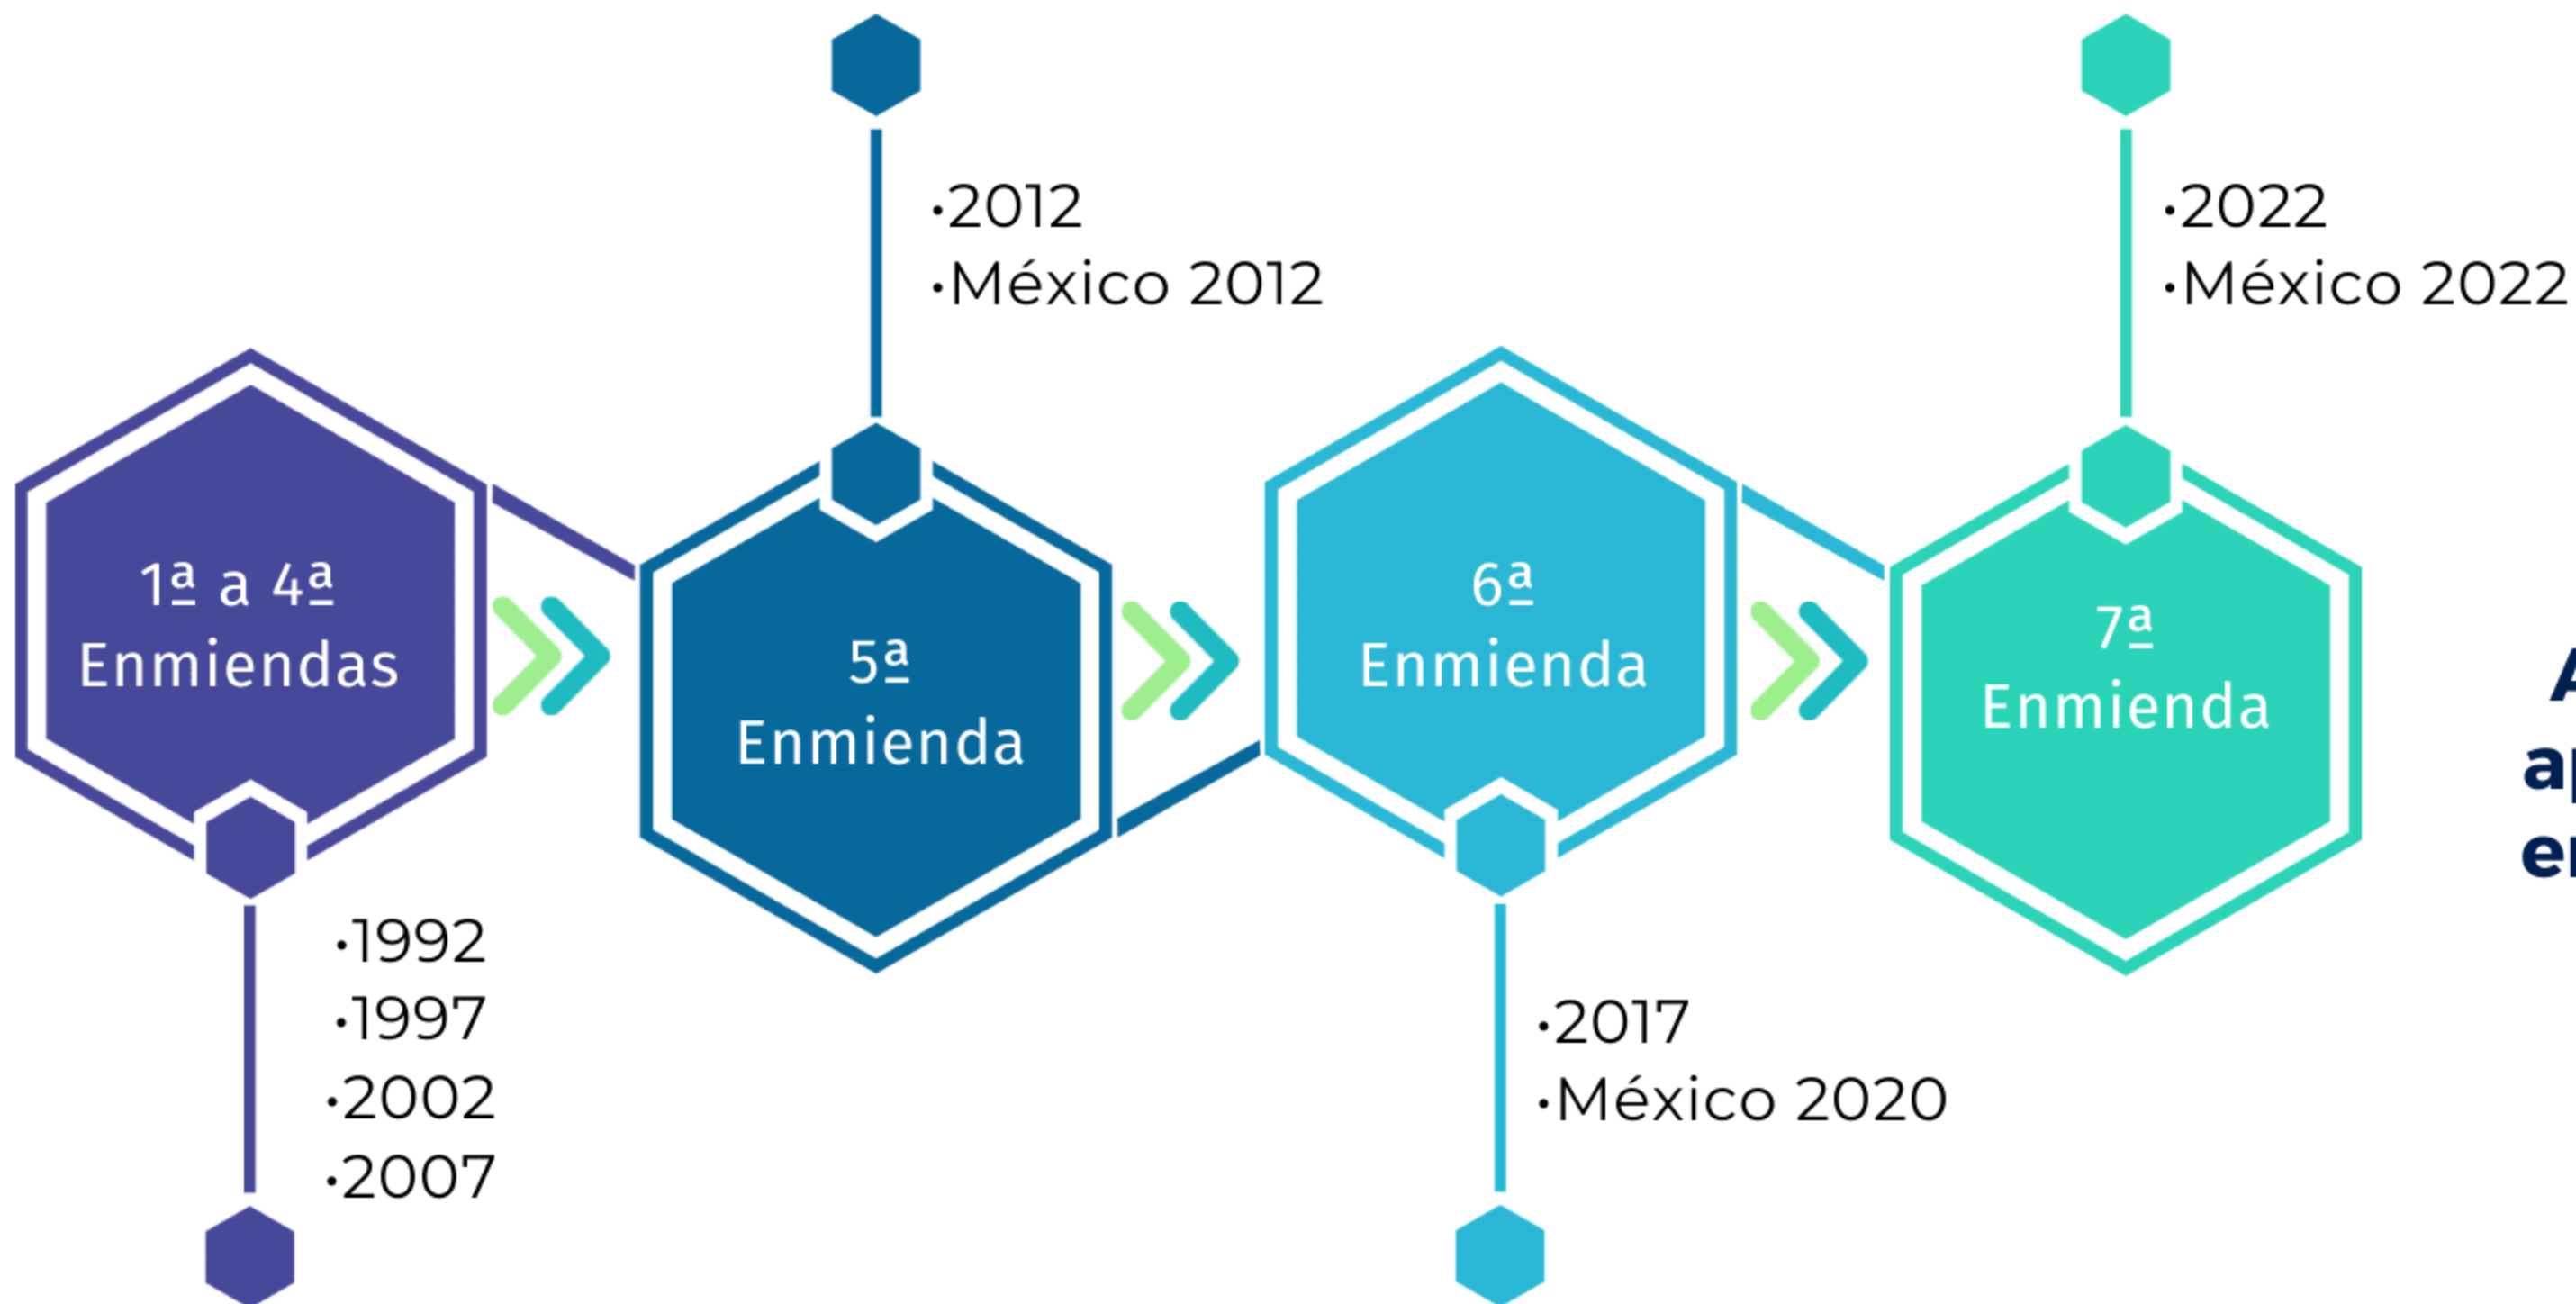 1ª a 4ª
Enmiendas
•1992
•1997
•2002
•2007
•2012
•México 2012
5ª
Enmienda
6ª
Enmienda
•2017
•México 2020
•2022
•México 2022
7ª
Enmienda